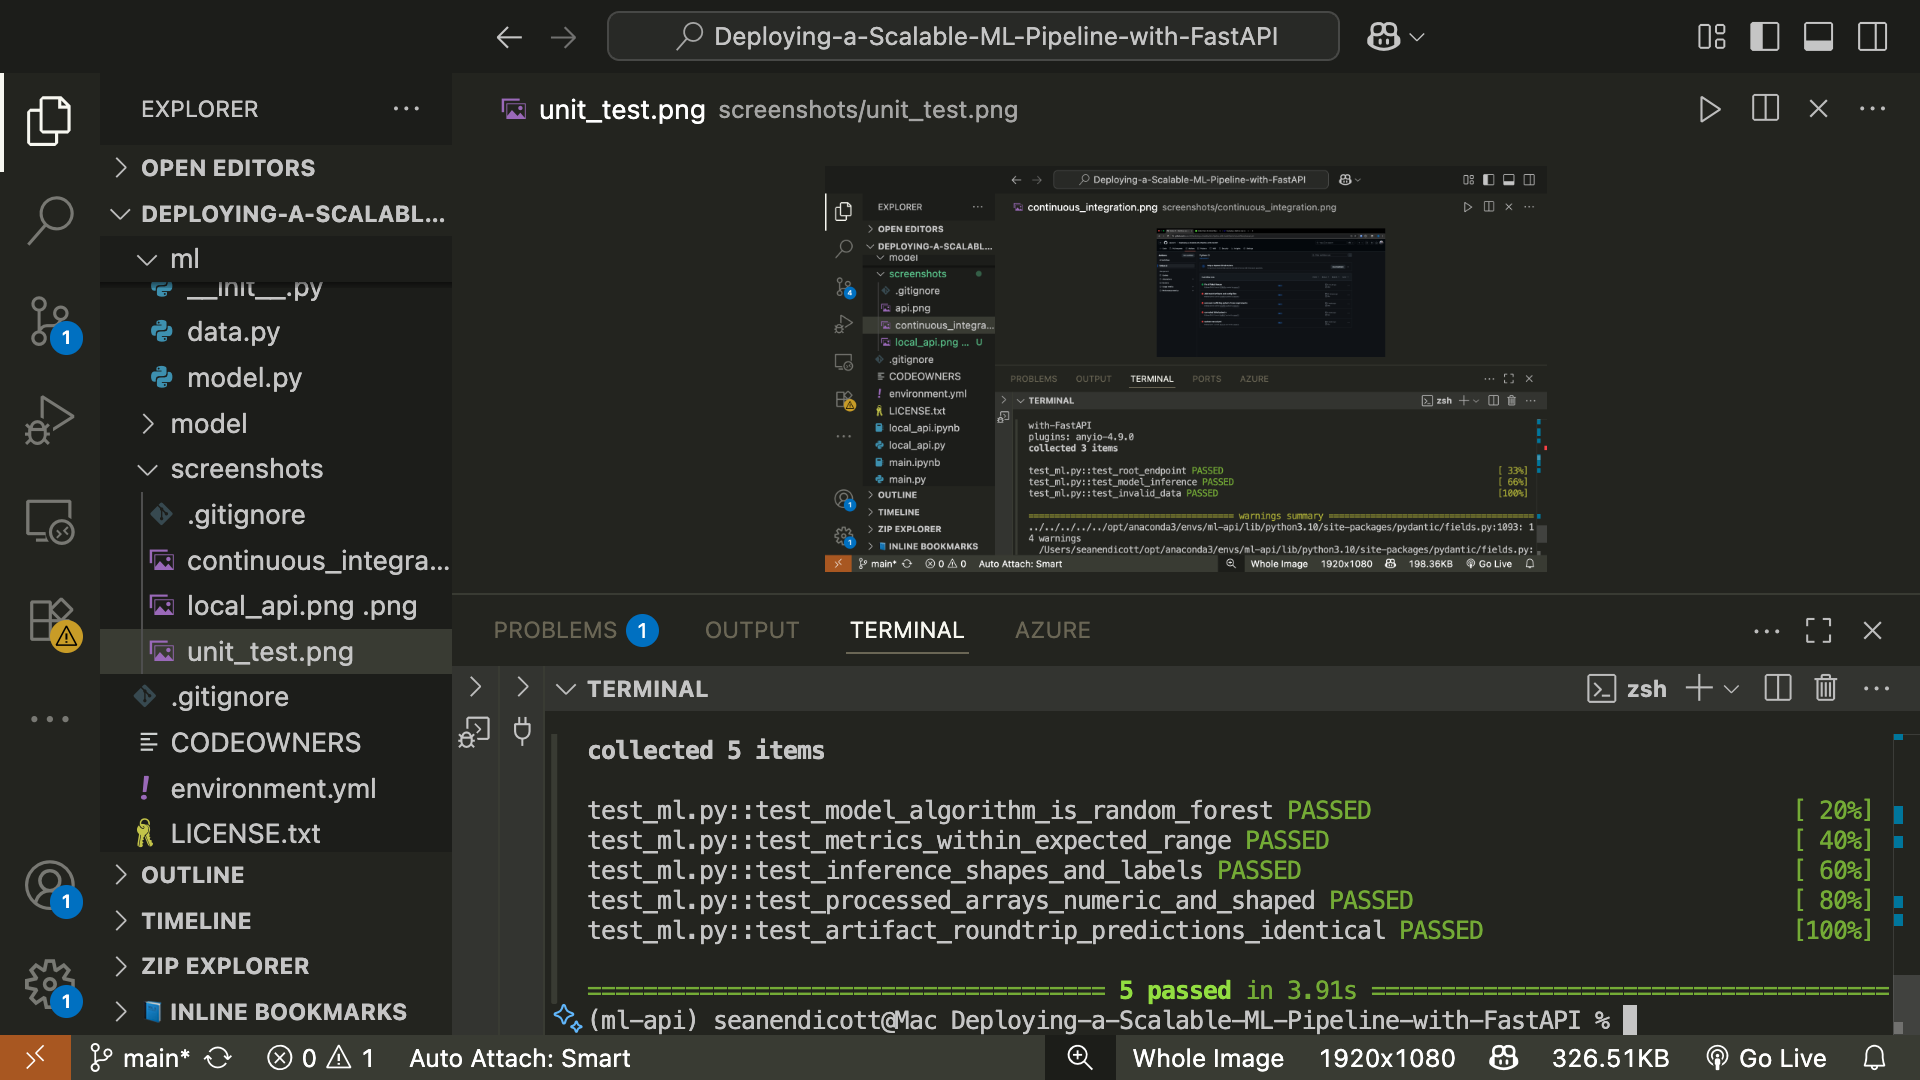 Deploying-a-Scalable-ML-Pipeline-with-FastAPI
EXPLORER
OPEN EDITORS
DEPLOYING-A-SCALABL...
ml
__init__.py
data.py
model.py
model
screenshots
.gitignore
continuous_integra...
local_api.png .png
unit_test.png
.gitignore
CODEOWNERS
environment.yml
LICENSE.txt
OUTLINE
TIMELINE
ZIP EXPLORER
INLINE BOOKMARKS
1
1
1
unit_test.png screenshots/unit_test.png
Deploying-a-Scalable-ML-Pipeline-with-FastAPI
EXPLORER
OPEN EDITORS
DEPLOYING-A-SCALABL...
model
screenshots
.gitignore
api.png
continuous_integra...
local_api.png ... U
.gitignore
CODEOWNERS
environment.yml
LICENSE.txt
local_api.ipynb
local_api.py
main.ipynb
main.py
OUTLINE
TIMELINE
ZIP EXPLORER
INLINE BOOKMARKS
4
1
1
continuous_integration.png screenshots/continuous_integration.png
PROBLEMS OUTPUT TERMINAL PORTS AZURE
TERMINAL zsh
with-FastAPI
plugins: anyio-4.9.0
collected 3 items
test_ml.py::test_root_endpoint PASSED [ 33%]
test_ml.py::test_model_inference PASSED [ 66%]
test_ml.py::test_invalid_data PASSED [100%]
warnings summary
../../../../../opt/anaconda3/envs/ml-api/lib/python3.10/site-packages/pydantic/fields.py:1093: 1
4 warnings
/Users/seanendicott/opt/anaconda3/envs/ml-api/lib/python3.10/site-packages/pydantic/fields.py:
main* 0 0 Auto Attach: Smart Whole Image 1920x1080 198.36KB Go Live
PROBLEMS 1 OUTPUT TERMINAL AZURE
TERMINAL zsh
collected 5 items
test_ml.py::test_model_algorithm_is_random_forest PASSED [ 20%]
test_ml.py::test_metrics_within_expected_range PASSED [ 40%]
test_ml.py::test_inference_shapes_and_labels PASSED [ 60%]
test_ml.py::test_processed_arrays_numeric_and_shaped PASSED [ 80%]
test_ml.py::test_artifact_roundtrip_predictions_identical PASSED [100%]
5 passed in 3.91s
(ml-api) seanendicott@Mac Deploying-a-Scalable-ML-Pipeline-with-FastAPI %
main* 0 1 Auto Attach: Smart Whole Image 1920x1080 326.51KB Go Live